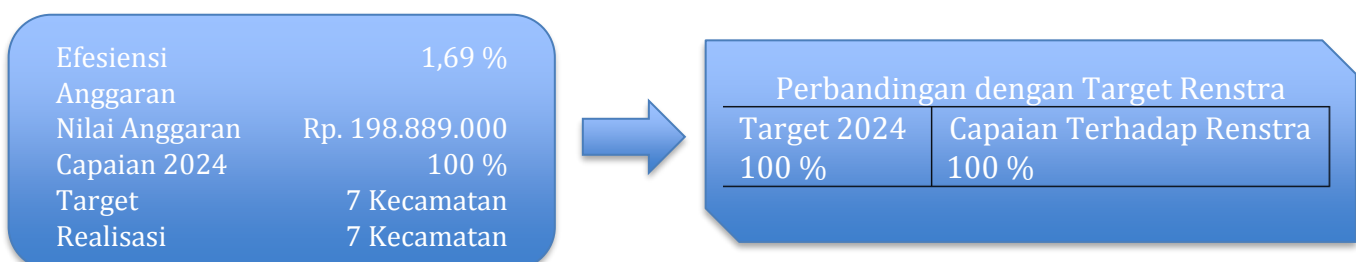 Efesiensi 1,69 %
Anggaran
Nilai Anggaran Rp. 198.889.000
Capaian 2024 100 %
Target 7 Kecamatan
Realisasi 7 Kecamatan
Perbandingan dengan Target Renstra
Target 2024 Capaian Terhadap Renstra
100 % 100 %